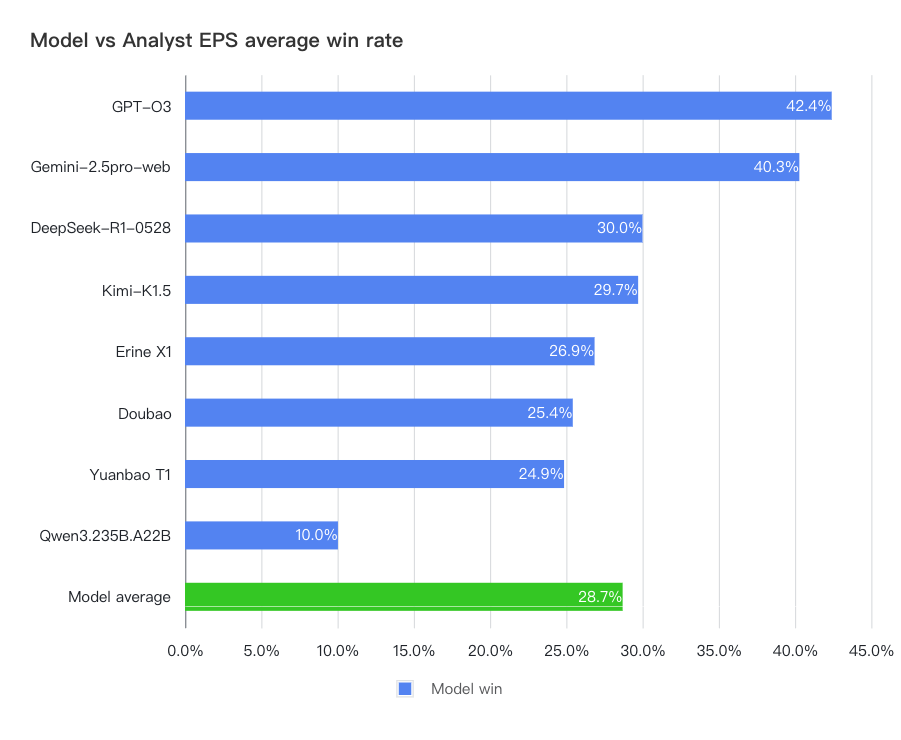 Model vs Analyst EPS average win rate
GPT-O3 42.4%
Gemini-2.5pro-web 40.3%
DeepSeek-R1-0528 30.0%
Kimi-K1.5 29.7%
Erine X1 26.9%
Doubao 25.4%
Yuanbao T1 24.9%
Qwen3.235B.A22B 10.0%
Model average 28.7%
0.0% 5.0% 10.0% 15.0% 20.0% 25.0% 30.0% 35.0% 40.0% 45.0%
Model win